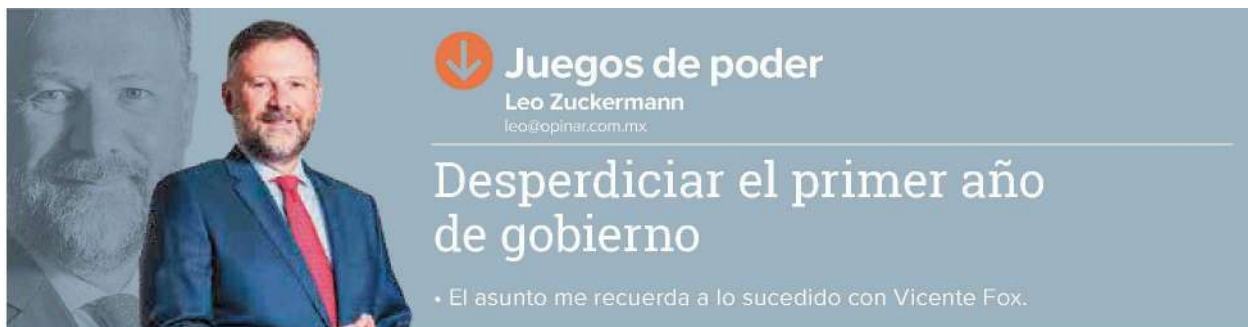 Juegos de poder
Leo Zuckermann
leo@opinar.com.mx
Desperdiciar el primer año
de gobierno
• El asunto me recuerda a lo sucedido con Vicente Fox.